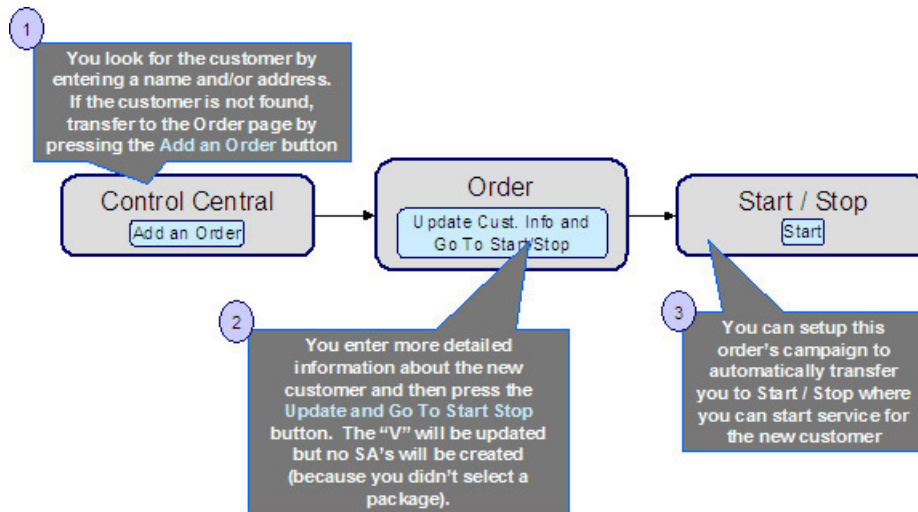 1
You look for the customer by
entering a name and/or address.
If the customer is not found,
transfer to the Order page by
pressing the Add an Order button
Control Central
Add an Order
Order
Update Cust. Info and
Go To Start/Stop
Start / Stop
Start
2
You enter more detailed
information about the new
customer and then press the
Update and Go To Start Stop
button. The “V” will be updated
but no SA’s will be created
(because you didn’t select a
package).
3
You can setup this
order’s campaign to
automatically transfer
you to Start / Stop where
you can start service for
the new customer